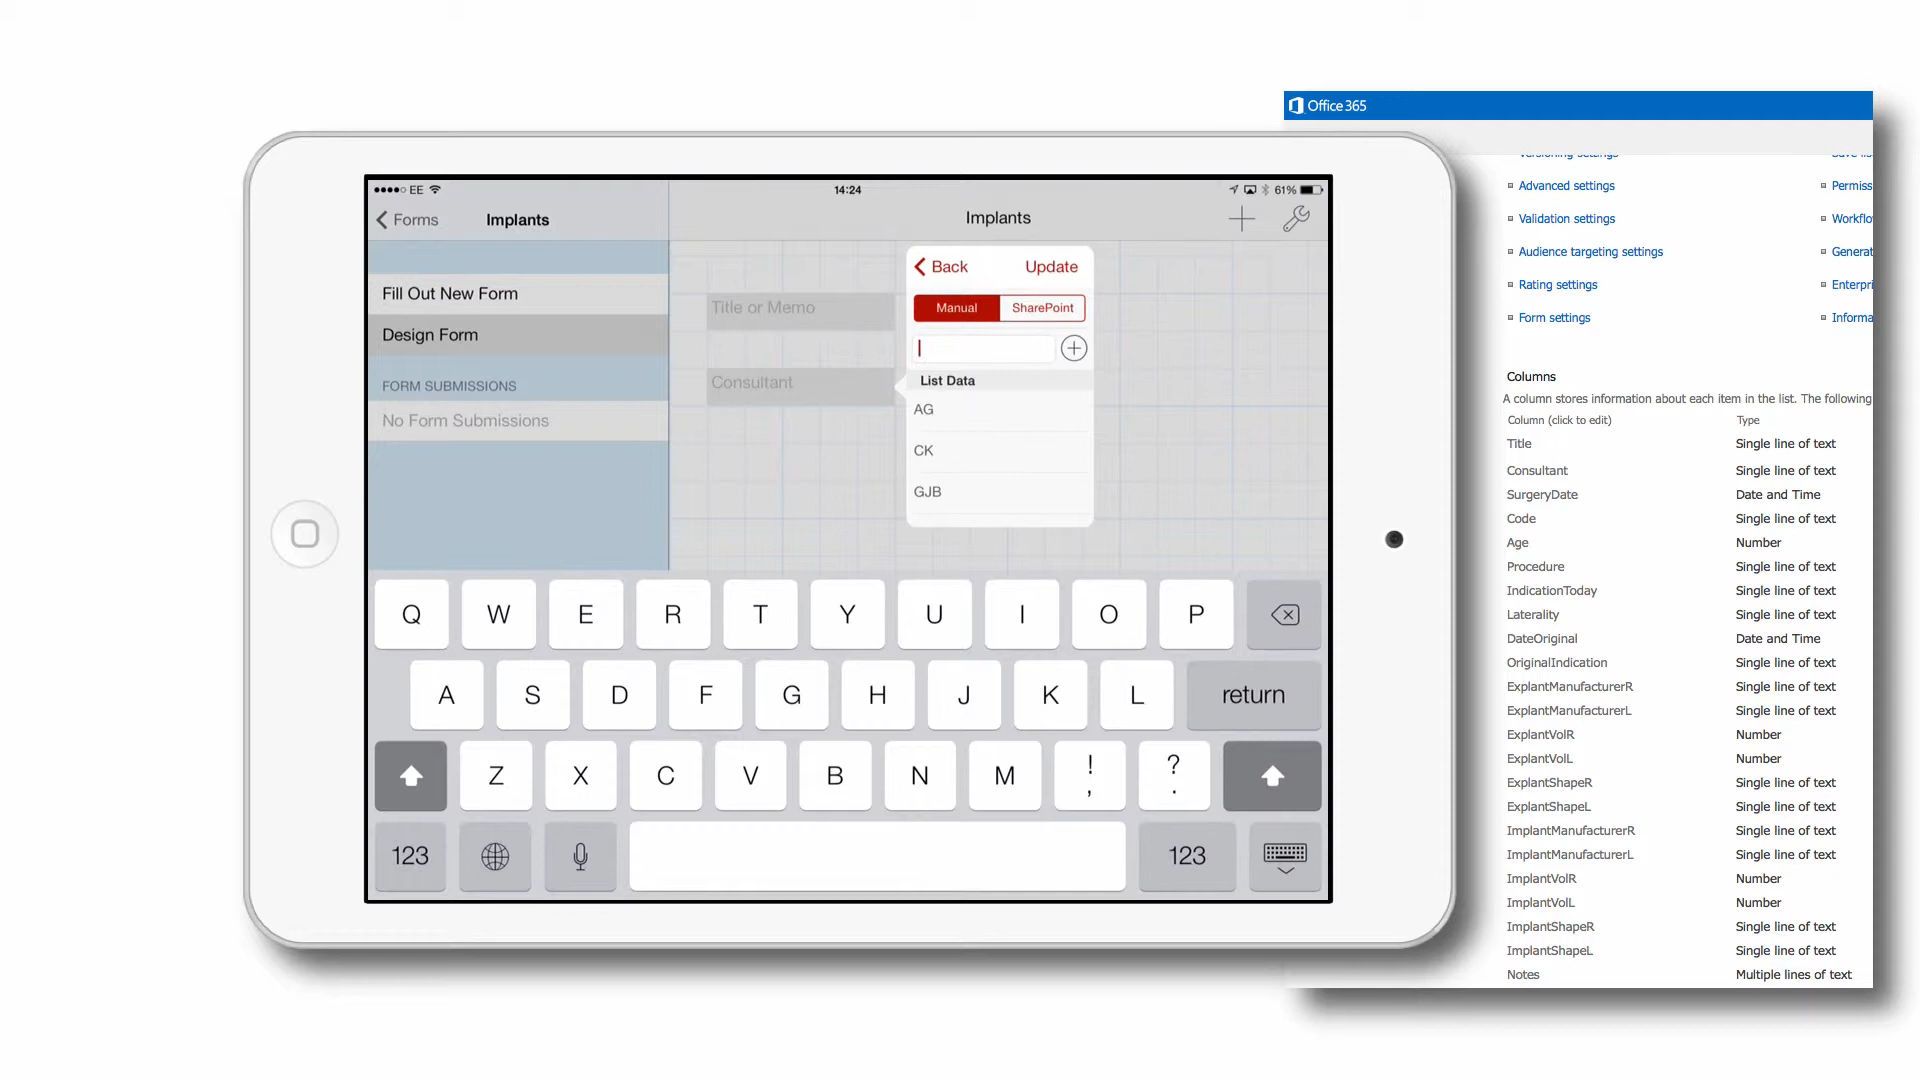 Office 365
EE
14:24
61%
Forms
Implants
Implants
Fill Out New Form
Design Form
FORM SUBMISSIONS
No Form Submissions
Title or Memo
Consultant
Back
Update
Manual
SharePoint
List Data
AG
CK
GJB
Q W E R T Y U I O P
A S D F G H J K L return
Z X C V B N M ! , ? .
123 123
Versioning settings
Advanced settings
Permiss
Validation settings
Workflo
Audience targeting settings
Generat
Rating settings
Enterpri
Form settings
Informa
Columns
A column stores information about each item in the list. The following
Column (click to edit) Type
Title Single line of text
Consultant Single line of text
SurgeryDate Date and Time
Code Single line of text
Age Number
Procedure Single line of text
IndicationToday Single line of text
Laterality Single line of text
DateOriginal Date and Time
OriginalIndication Single line of text
ExplantManufacturerR Single line of text
ExplantManufacturerL Single line of text
ExplantVolR Number
ExplantVolL Number
ExplantShapeR Single line of text
ExplantShapeL Single line of text
ImplantManufacturerR Single line of text
ImplantManufacturerL Single line of text
ImplantVolR Number
ImplantVolL Number
ImplantShapeR Single line of text
ImplantShapeL Single line of text
Notes Multiple lines of text